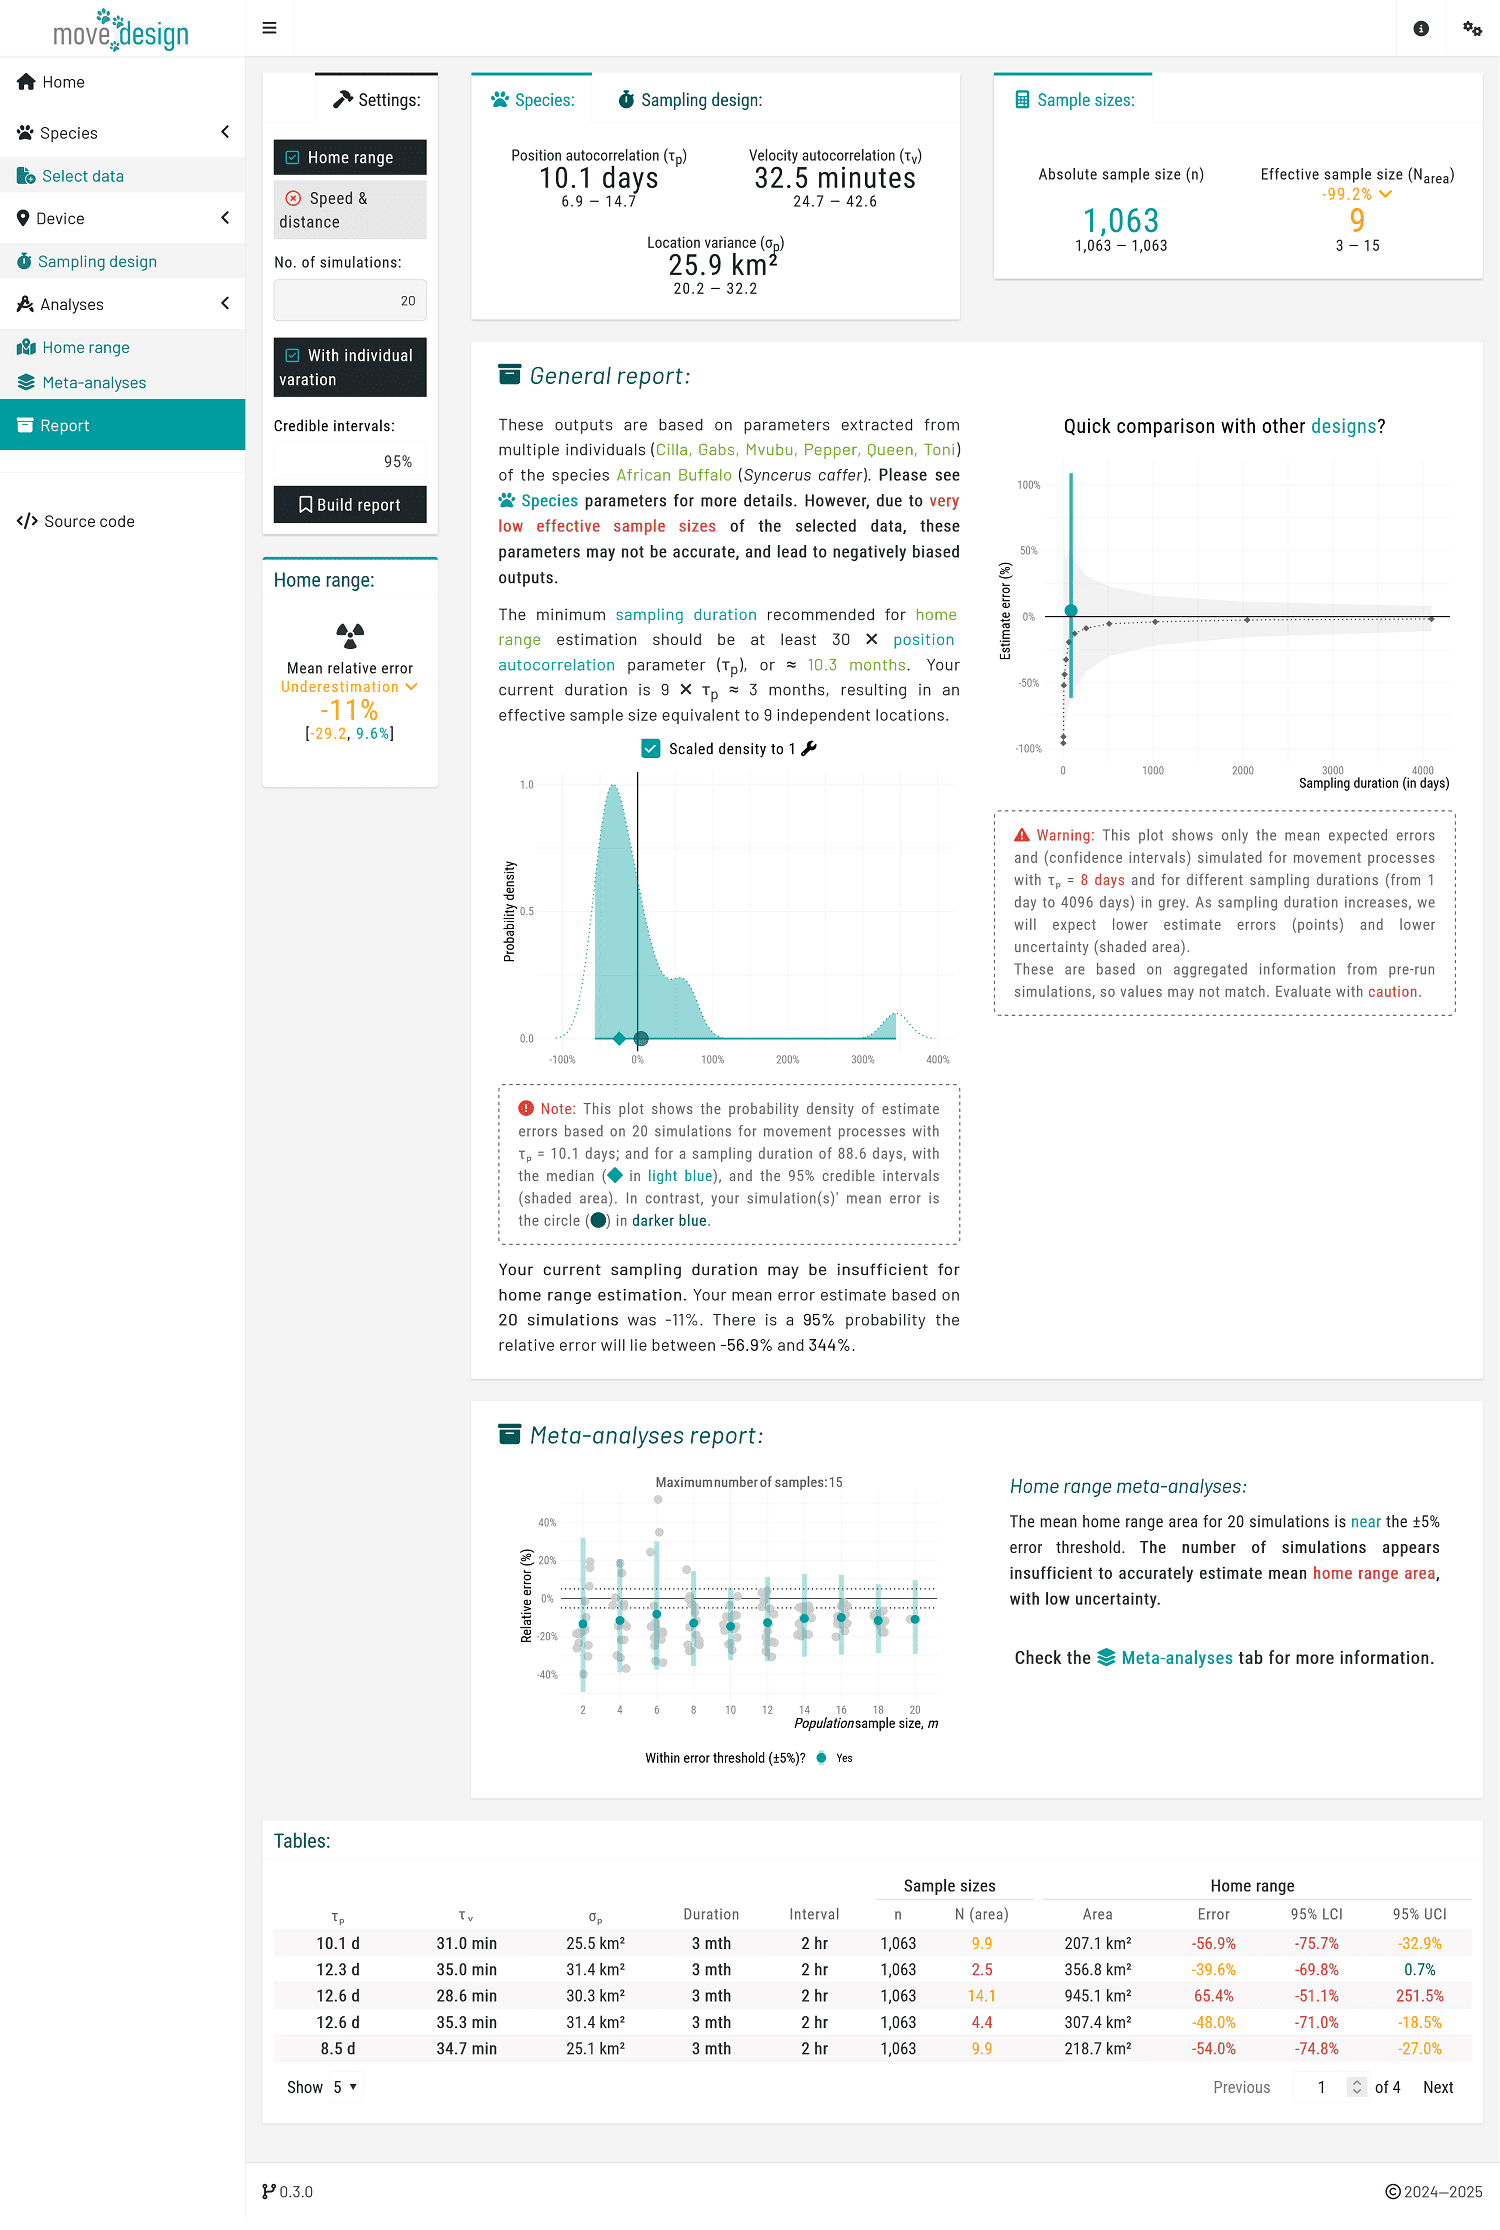 move.design
Home
Species
Select data
Device
Sampling design
Analyses
Home range
Meta-analyses
Report
Source code
Settings:
Home range
Speed &
distance
No. of simulations:
20
With individual
varation
Credible intervals:
95%
Build report
Home range:
Mean relative error
Underestimation
-11%
[-29.2, 9.6%]
Species:
Sampling design:
Position autocorrelation (τp)
10.1 days
6.9 — 14.7
Velocity autocorrelation (τv)
32.5 minutes
24.7 — 42.6
Location variance (σp)
25.9 km²
20.2 — 32.2
Sample sizes:
Absolute sample size (n)
1,063
1,063 — 1,063
Effective sample size (Narea)
-99.2%
9
3 — 15
General report:
These outputs are based on parameters extracted from
multiple individuals (Cilla, Gabs, Mvubu, Pepper, Queen, Toni)
of the species African Buffalo (Syncerus caffer). Please see
Species parameters for more details. However, due to very
low effective sample sizes of the selected data, these
parameters may not be accurate, and lead to negatively biased
outputs.
The minimum sampling duration recommended for home
range estimation should be at least 30 × position
autocorrelation parameter (τp), or ≈ 10.3 months. Your
current duration is 9 × τp ≈ 3 months, resulting in an
effective sample size equivalent to 9 independent locations.
Scaled density to 1
Probability density
1.0
0.5
0.0
-100% 0% 100% 200% 300% 400%
Note: This plot shows the probability density of estimate
errors based on 20 simulations for movement processes with
τp = 10.1 days; and for a sampling duration of 88.6 days, with
the median (◆ in light blue), and the 95% credible intervals
(shaded area). In contrast, your simulation(s)' mean error is
the circle (●) in darker blue.
Your current sampling duration may be insufficient for
home range estimation. Your mean error estimate based on
20 simulations was -11%. There is a 95% probability the
relative error will lie between -56.9% and 344%.
Quick comparison with other designs?
Estimate error (%)
100%
50%
0%
-50%
-100%
0 1000 2000 3000 4000
Sampling duration (in days)
Warning: This plot shows only the mean expected errors
and (confidence intervals) simulated for movement processes
with τp = 8 days and for different sampling durations (from 1
day to 4096 days) in grey. As sampling duration increases, we
will expect lower estimate errors (points) and lower
uncertainty (shaded area).
These are based on aggregated information from pre-run
simulations, so values may not match. Evaluate with caution.
Meta-analyses report:
Maximum number of samples: 15
Relative error (%)
40%
20%
0%
-20%
-40%
2 4 6 8 10 12 14 16 18 20
Population sample size, m
Within error threshold (±5%)? Yes
Home range meta-analyses:
The mean home range area for 20 simulations is near the ±5%
error threshold. The number of simulations appears
insufficient to accurately estimate mean home range area,
with low uncertainty.
Check the Meta-analyses tab for more information.
Tables:
Sample sizes Home range
τp τv σp Duration Interval n N (area) Area Error 95% LCI 95% UCI
10.1 d 31.0 min 25.5 km² 3 mth 2 hr 1,063 9.9 207.1 km² -56.9% -75.7% -32.9%
12.3 d 35.0 min 31.4 km² 3 mth 2 hr 1,063 2.5 356.8 km² -39.6% -69.8% 0.7%
12.6 d 28.6 min 30.3 km² 3 mth 2 hr 1,063 14.1 945.1 km² 65.4% -51.1% 251.5%
12.6 d 35.3 min 31.4 km² 3 mth 2 hr 1,063 4.4 307.4 km² -48.0% -71.0% -18.5%
8.5 d 34.7 min 25.1 km² 3 mth 2 hr 1,063 9.9 218.7 km² -54.0% -74.8% -27.0%
Show 5 Previous 1 of 4 Next
0.3.0
© 2024—2025